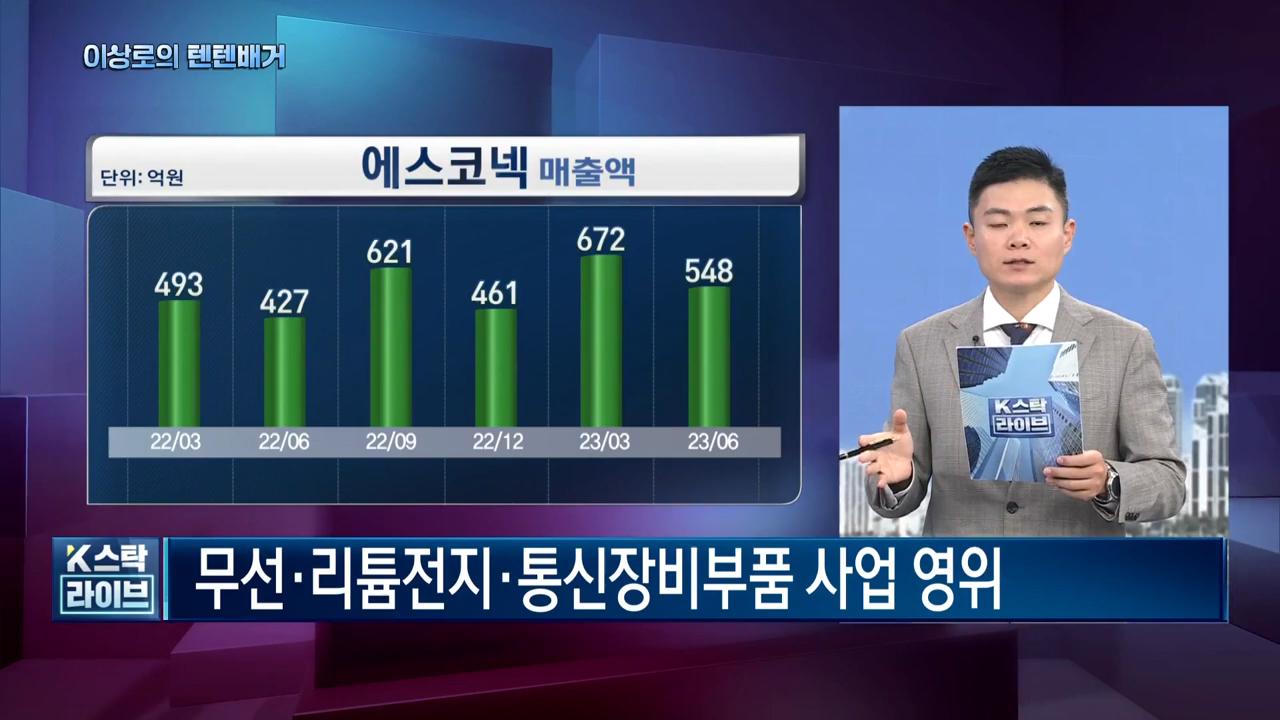 이상로의 텐텐배거
단위: 억원
에스코넥 매출액
493
427
621
461
672
548
22/03
22/06
22/09
22/12
23/03
23/06
K스탁
라이브
K스탁
라이브
무선·리튬전지·통신장비부품 사업 영위